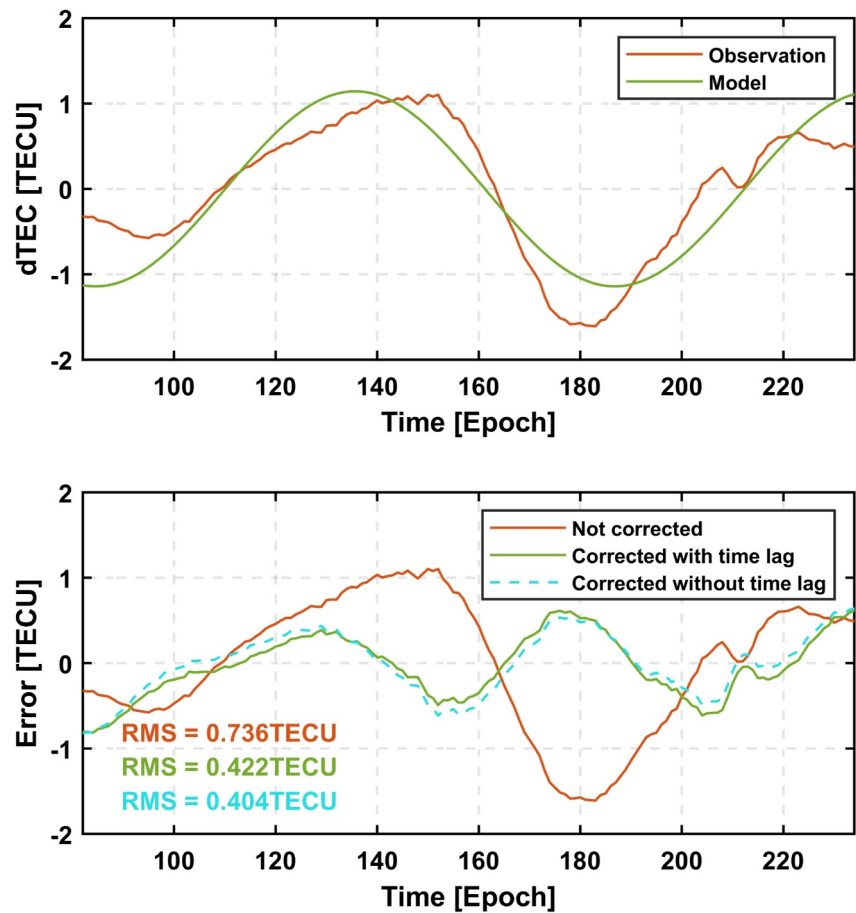 2
1
0
-1
-2
dTEC [TECU]
Observation
Model
100 120 140 160 180 200 220
Time [Epoch]
2
1
0
-1
-2
Error [TECU]
Not corrected
Corrected with time lag
Corrected without time lag
RMS = 0.736TECU
RMS = 0.422TECU
RMS = 0.404TECU
100 120 140 160 180 200 220
Time [Epoch]